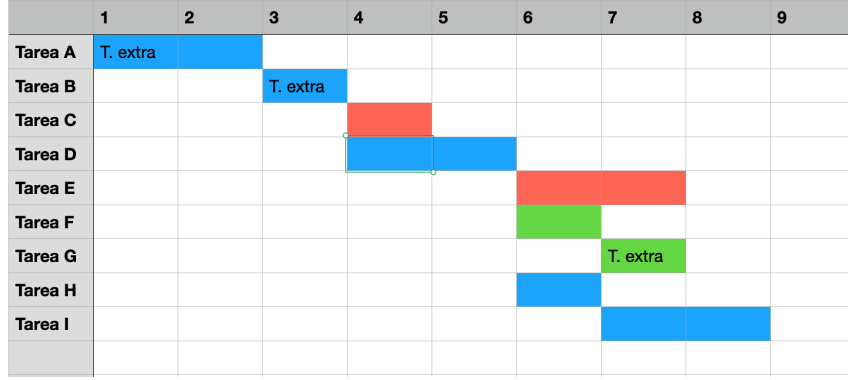 1 2 3 4 5 6 7 8 9
Tarea A T. extra
Tarea B T. extra
Tarea C
Tarea D
Tarea E
Tarea F
Tarea G T. extra
Tarea H
Tarea I